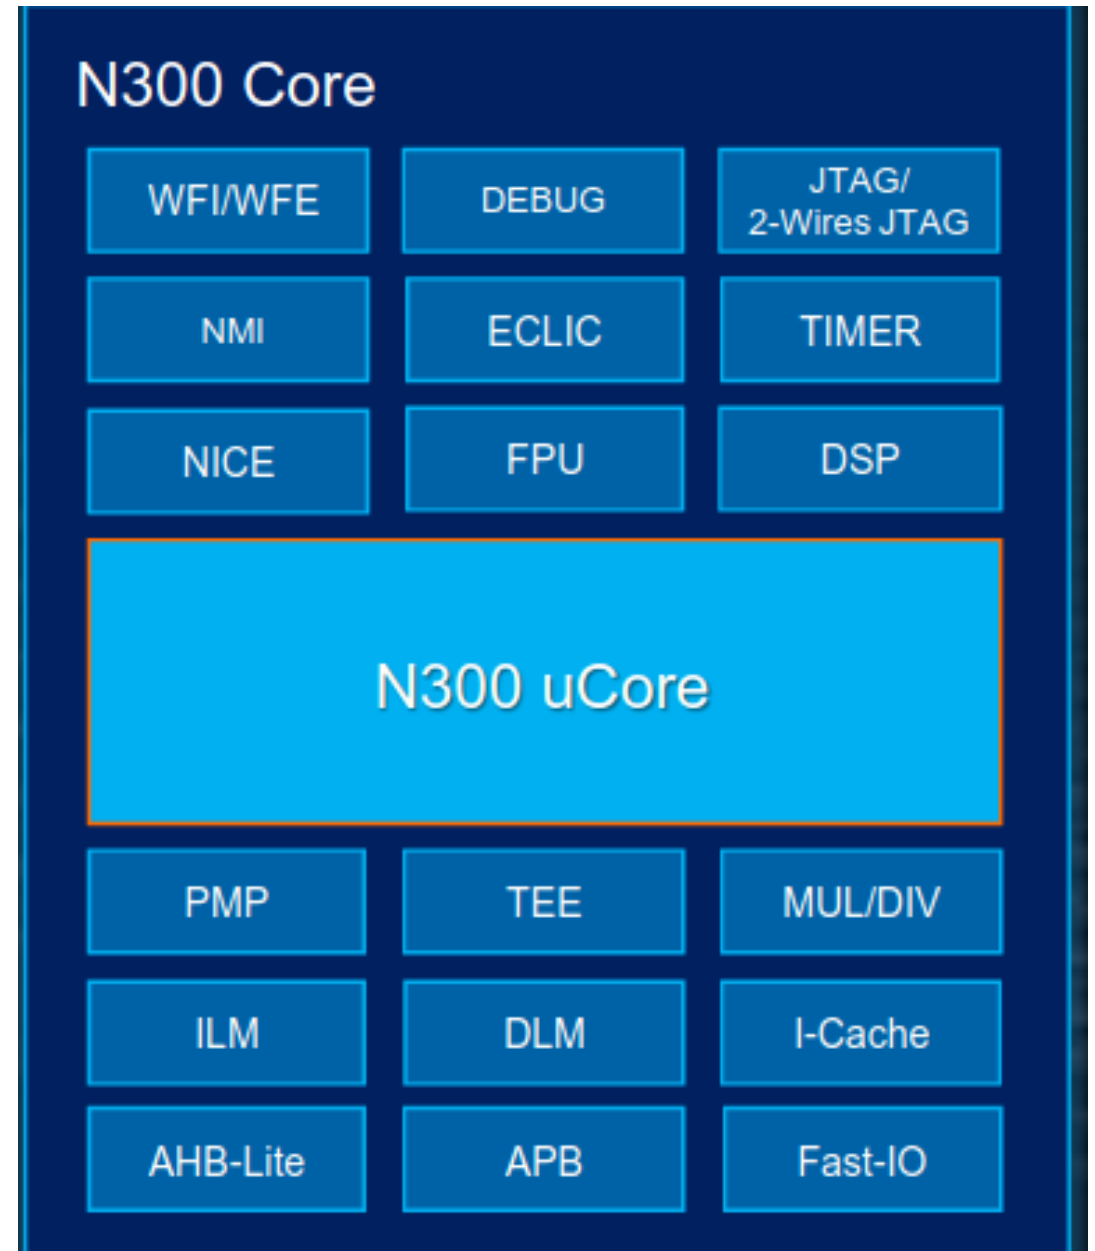 N300 Core
WFI/WFE
DEBUG
JTAG/
2-Wires JTAG
NMI
ECLIC
TIMER
NICE
FPU
DSP
N300 uCore
PMP
TEE
MUL/DIV
ILM
DLM
I-Cache
AHB-Lite
APB
Fast-IO